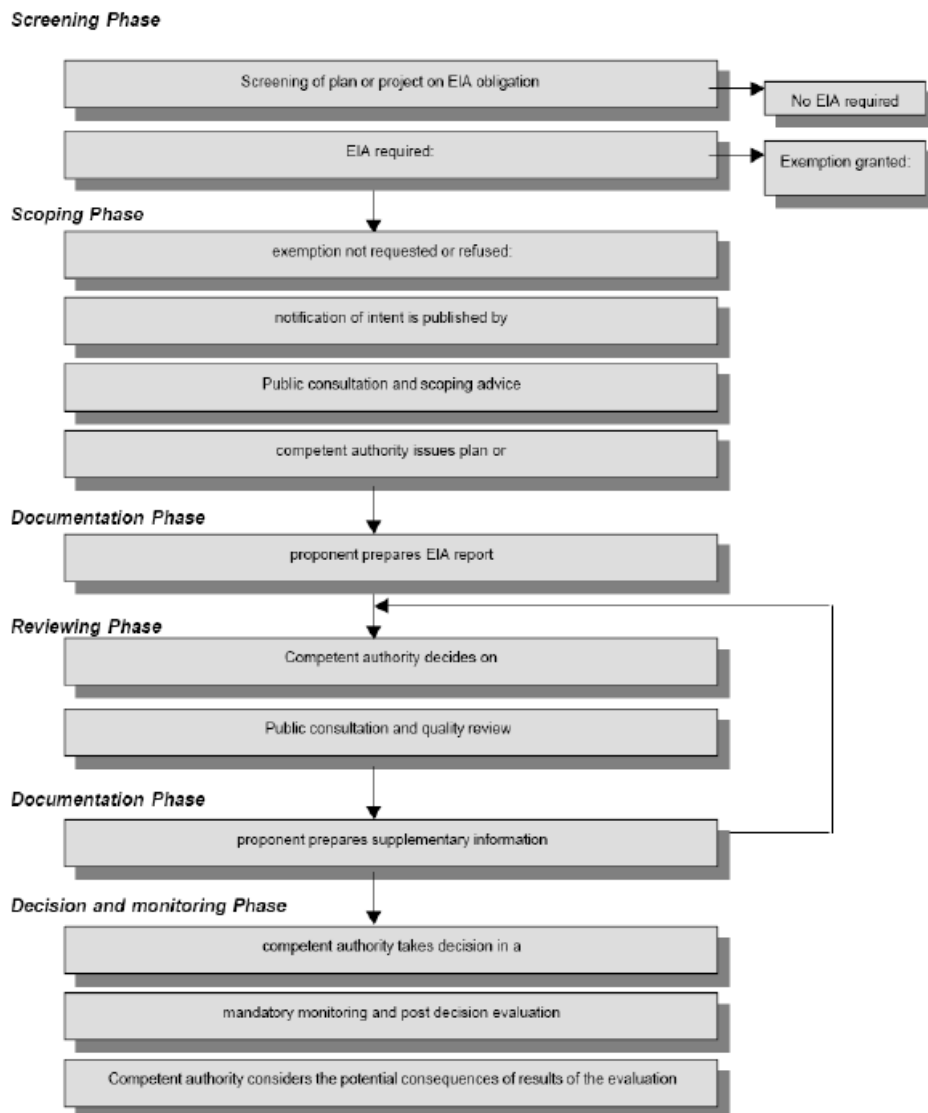 Screening Phase
Screening of plan or project on EIA obligation
No EIA required
EIA required:
Exemption granted:
Scoping Phase
exemption not requested or refused:
notification of intent is published by
Public consultation and scoping advice
competent authority issues plan or
Documentation Phase
proponent prepares EIA report
Reviewing Phase
Competent authority decides on
Public consultation and quality review
Documentation Phase
proponent prepares supplementary information
Decision and monitoring Phase
competent authority takes decision in a
mandatory monitoring and post decision evaluation
Competent authority considers the potential consequences of results of the evaluation